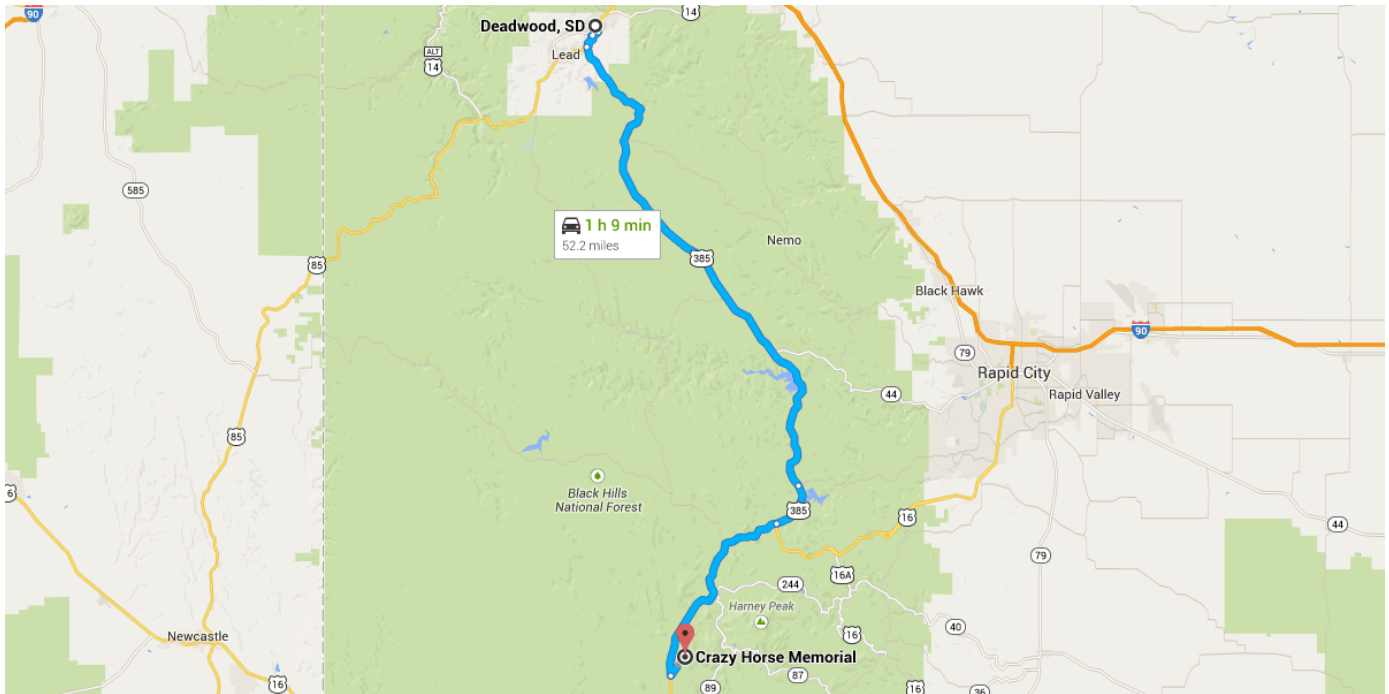 90
14
Deadwood, SD
Lead
ALT
14
585
1 h 9 min
52.2 miles
Nemo
385
85
Black Hawk
90
79
Rapid City
44
Rapid Valley
85
6
Black Hills
National Forest
385
16
44
79
16A
244
Harney Peak
40
Newcastle
16
Crazy Horse Memorial
16
89
87
16
36